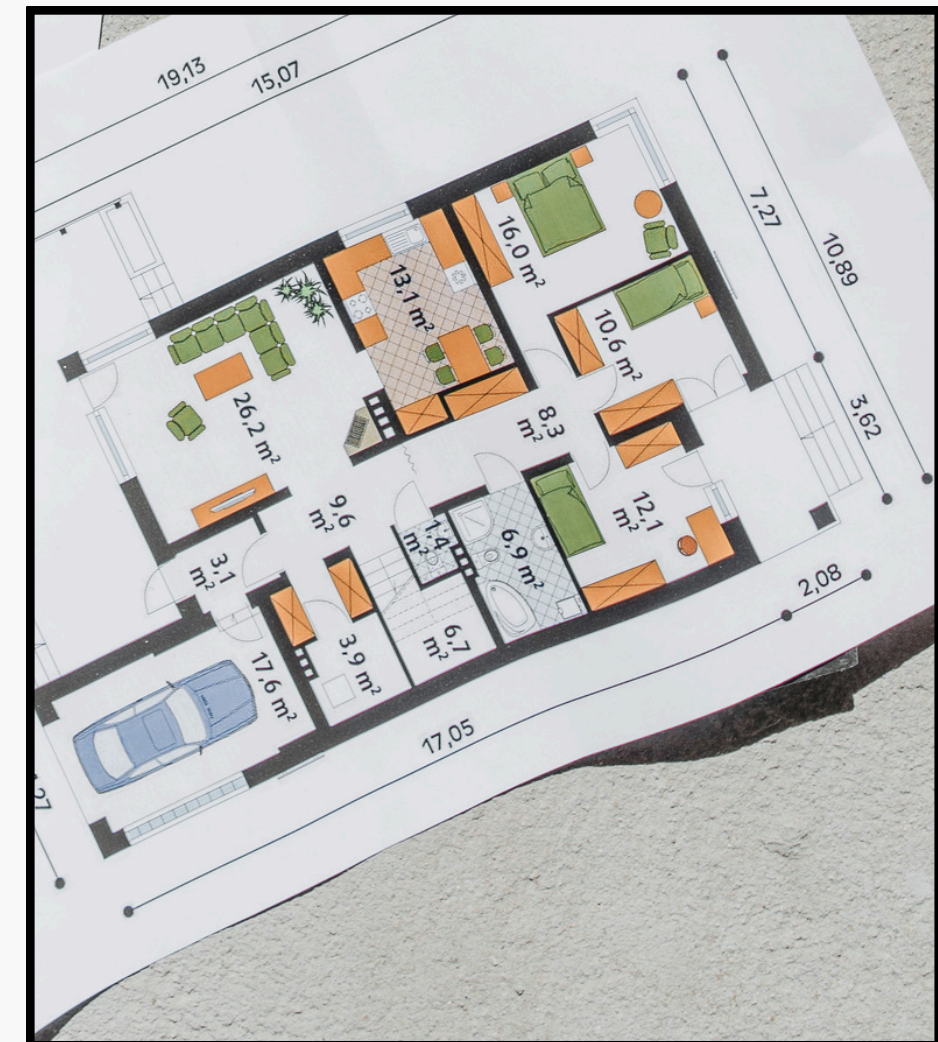 19,13
15,07
7,27
10,89
3,62
2,08
17,05
16,0 m²
13,1 m²
10,6 m²
26,2 m²
8,3
m²
9,6
m²
12,1
m²
1,4
m²
6,9 m²
3,1
m²
6,7
m²
3,9 m²
17,6 m²